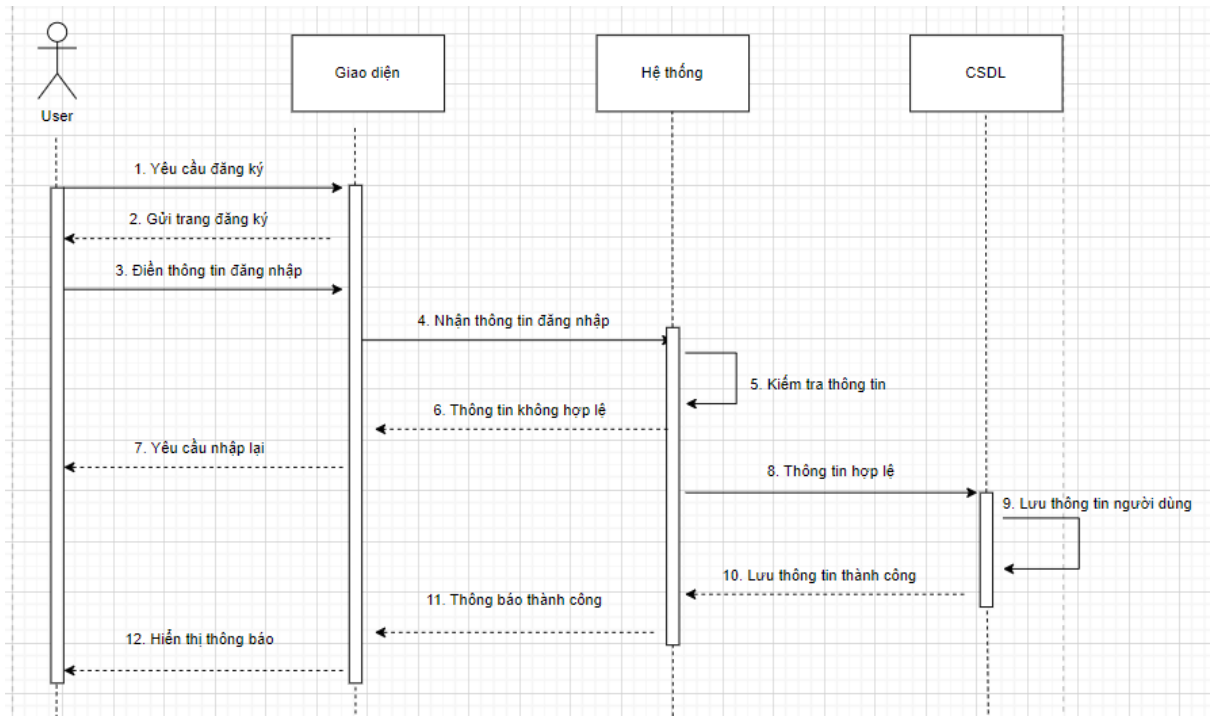 User
Giao diện
Hệ thống
CSDL
1. Yêu cầu đăng ký
2. Gửi trang đăng ký
3. Điền thông tin đăng nhập
4. Nhận thông tin đăng nhập
5. Kiểm tra thông tin
6. Thông tin không hợp lệ
7. Yêu cầu nhập lại
8. Thông tin hợp lệ
9. Lưu thông tin người dùng
10. Lưu thông tin thành công
11. Thông báo thành công
12. Hiển thị thông báo